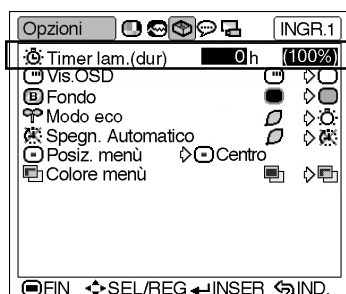 Opzioni INGR.1
Timer lam.(dur) 0 h (100%)
Vis.OSD
B Fondo
Modo eco
Spegn. Automatico
Posiz. menù Centro
Colore menù
FIN SEL/REG INSER IND.